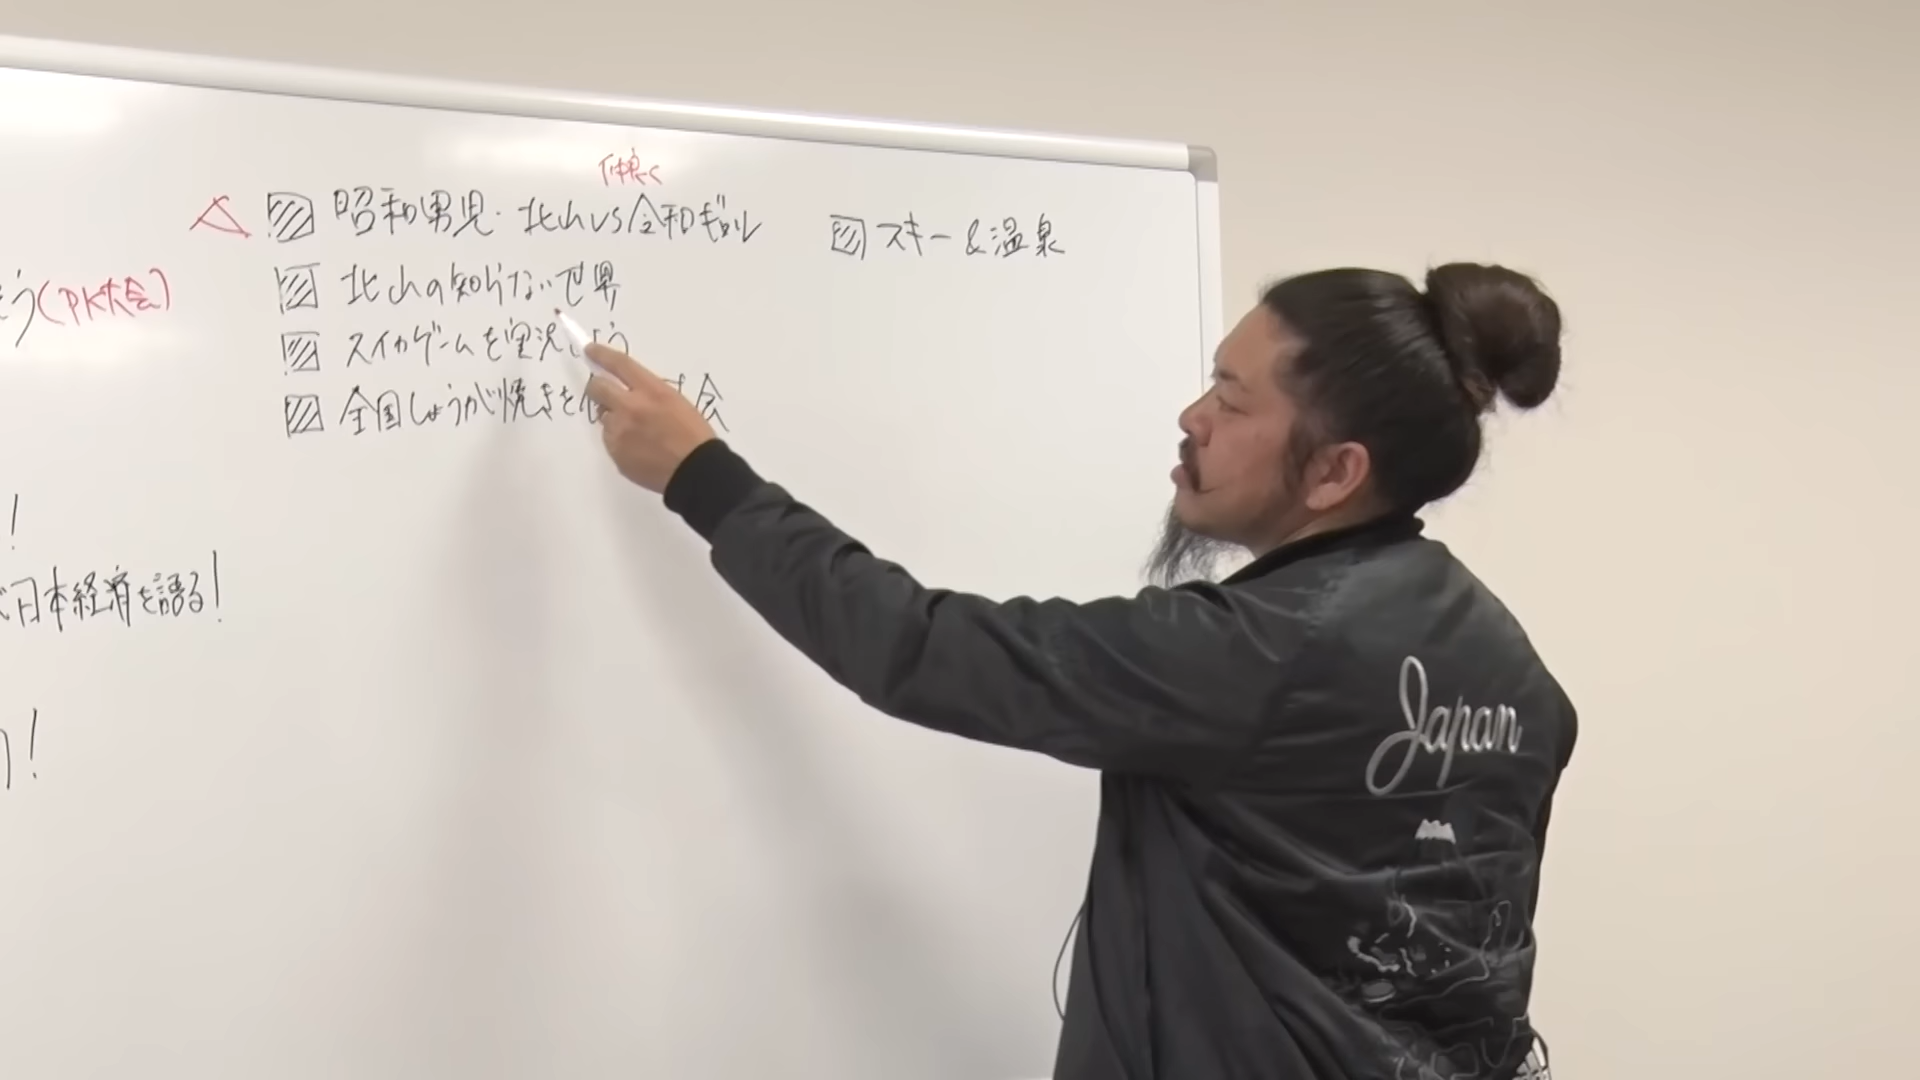 仲良く
昭和男児・北山VS令和ギャル
北山の知らない世界
スイカゲームを実況しよう
全国しょうが焼きを 会
スキー&温泉
う(PK大会)
!
で日本経済を語る!
!
Japan